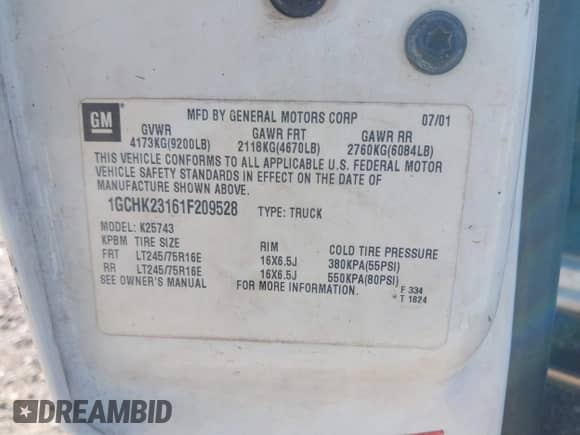 GM
MFD BY GENERAL MOTORS CORP 07/01
GVWR GAWR FRT GAWR RR
4173KG(9200LB) 2118KG(4670LB) 2760KG(6084LB)
THIS VEHICLE CONFORMS TO ALL APPLICABLE U.S. FEDERAL MOTOR
VEHICLE SAFETY STANDARDS IN EFFECT ON THE DATE OF
MANUFACTURE SHOWN ABOVE.
1GCHK23161F209528 TYPE: TRUCK
MODEL: K25743
KPBM TIRE SIZE RIM COLD TIRE PRESSURE
FRT LT245/75R16E 16X6.5J 380KPA(55PSI)
RR LT245/75R16E 16X6.5J 550KPA(80PSI)
SEE OWNER'S MANUAL FOR MORE INFORMATION. F 334
T 1824
DREAMBID